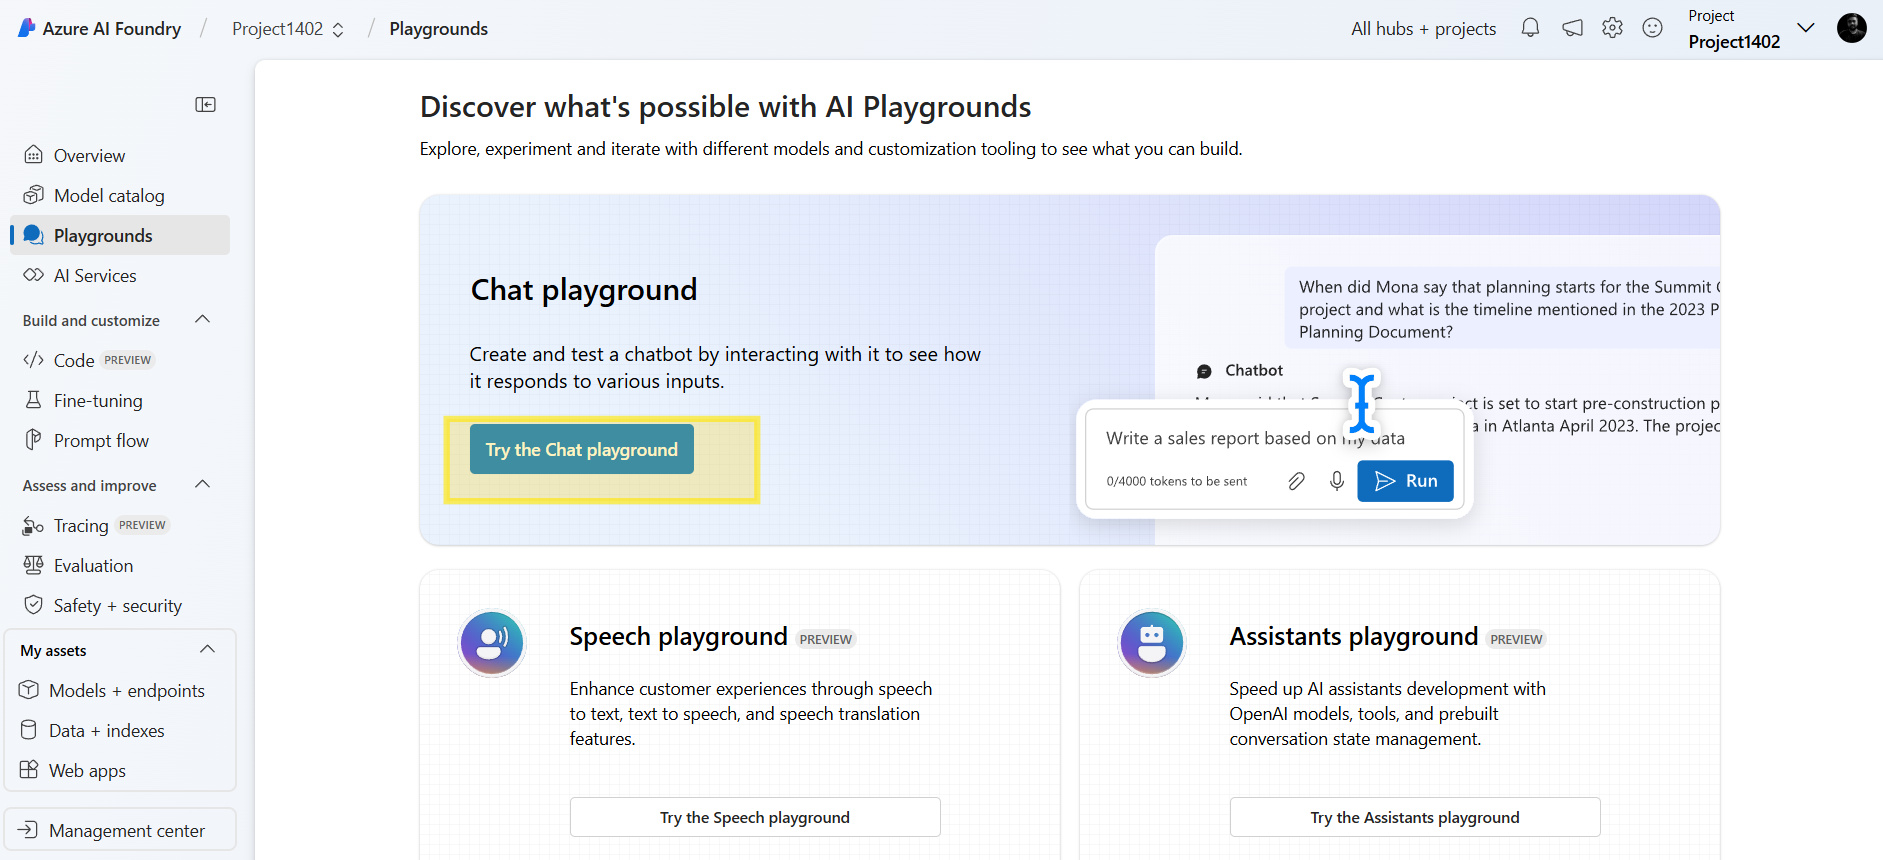 Azure AI Foundry / Project1402 / Playgrounds
All hubs + projects
Project
Project1402
Overview
Model catalog
Playgrounds
AI Services
Build and customize
Code PREVIEW
Fine-tuning
Prompt flow
Assess and improve
Tracing PREVIEW
Evaluation
Safety + security
My assets
Models + endpoints
Data + indexes
Web apps
Management center
Discover what's possible with AI Playgrounds
Explore, experiment and iterate with different models and customization tooling to see what you can build.
Chat playground
Create and test a chatbot by interacting with it to see how
it responds to various inputs.
Try the Chat playground
When did Mona say that planning starts for the Summit
project and what is the timeline mentioned in the 2023 P
Planning Document?
Chatbot
is set to start pre-construction p
a in Atlanta April 2023. The projec
Write a sales report based on my data
0/4000 tokens to be sent
Run
Speech playground PREVIEW
Enhance customer experiences through speech
to text, text to speech, and speech translation
features.
Try the Speech playground
Assistants playground PREVIEW
Speed up AI assistants development with
OpenAI models, tools, and prebuilt
conversation state management.
Try the Assistants playground